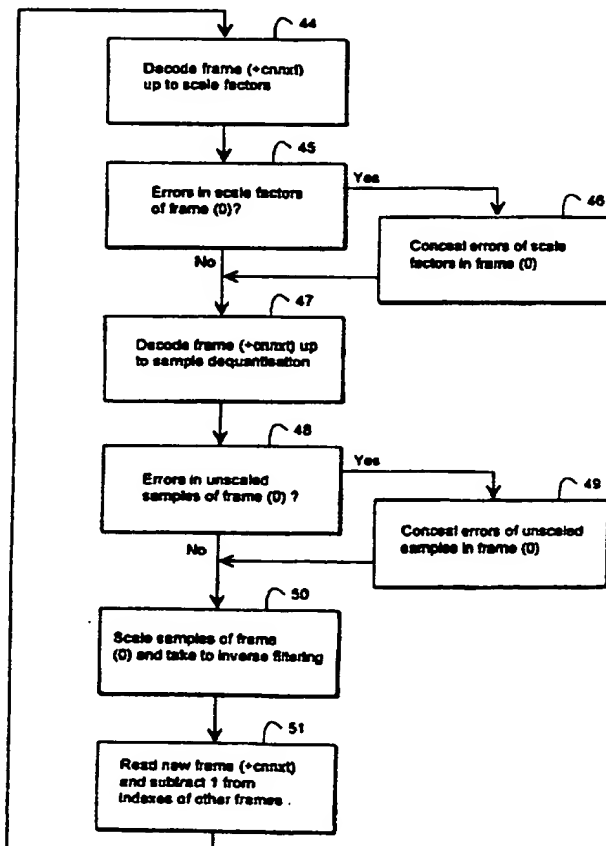 44
Decode frame (+cnnxt)
up to scale factors
45
Errors in scale factors
of frame (0)?
Yes
46
Conceal errors of scale
factors in frame (0)
No
47
Decode frame (+cnnxt) up
to sample dequantisation
48
Errors in unscaled
samples of frame (0) ?
Yes
49
Conceal errors of unscaled
samples in frame (0)
No
50
Scale samples of frame
(0) and take to inverse filtering
51
Read new frame (+cnnxt)
and subtract 1 from
indexes of other frames .